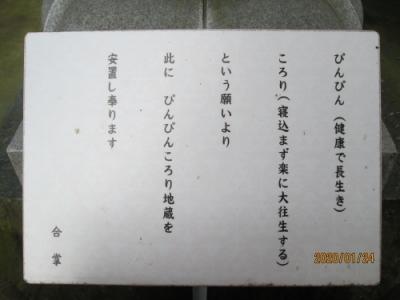 ぴんぴん（健康で長生き）
ころり（寝込まず楽に大往生する）
という願いより
此に　ぴんぴんころり地蔵を
安置し奉ります
合掌
2020/01/24